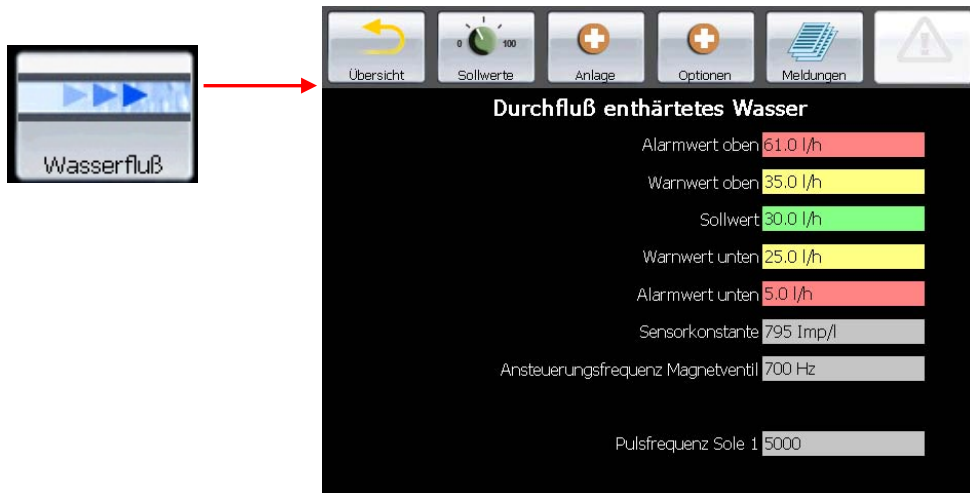 Wasserfluß
Übersicht
0 100
Sollwerte
Anlage
Optionen
Meldungen
Durchfluß enthärtetes Wasser
Alarmwert oben 61.0 l/h
Warnwert oben 35.0 l/h
Sollwert 30.0 l/h
Warnwert unten 25.0 l/h
Alarmwert unten 5.0 l/h
Sensorkonstante 795 Imp/l
Ansteuerungsfrequenz Magnetventil 700 Hz
Pulsfrequenz Sole 1 5000